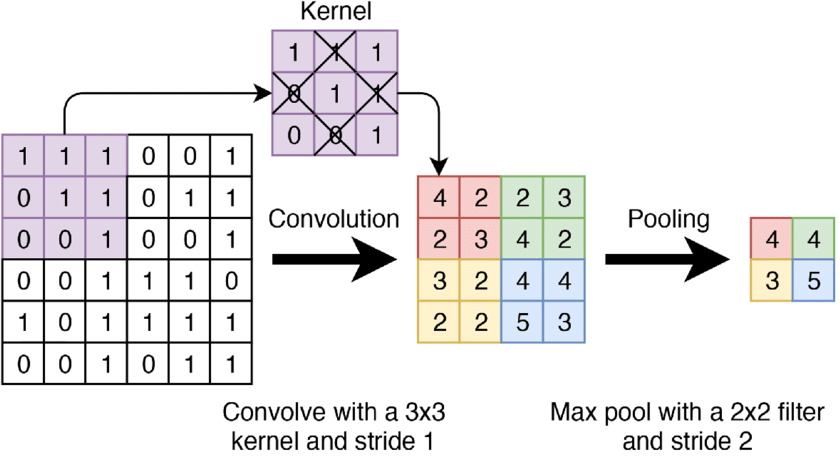 Kernel
1 1 1
0 1 1
0 0 1
1 1 1 0 0 1
0 1 1 0 1 1
0 0 1 0 0 1
0 0 1 1 1 0
1 0 1 1 1 1
0 0 1 0 1 1
Convolution
4 2 2 3
2 3 4 2
3 2 4 4
2 2 5 3
Pooling
4 4
3 5
Convolve with a 3x3
kernel and stride 1
Max pool with a 2x2 filter
and stride 2